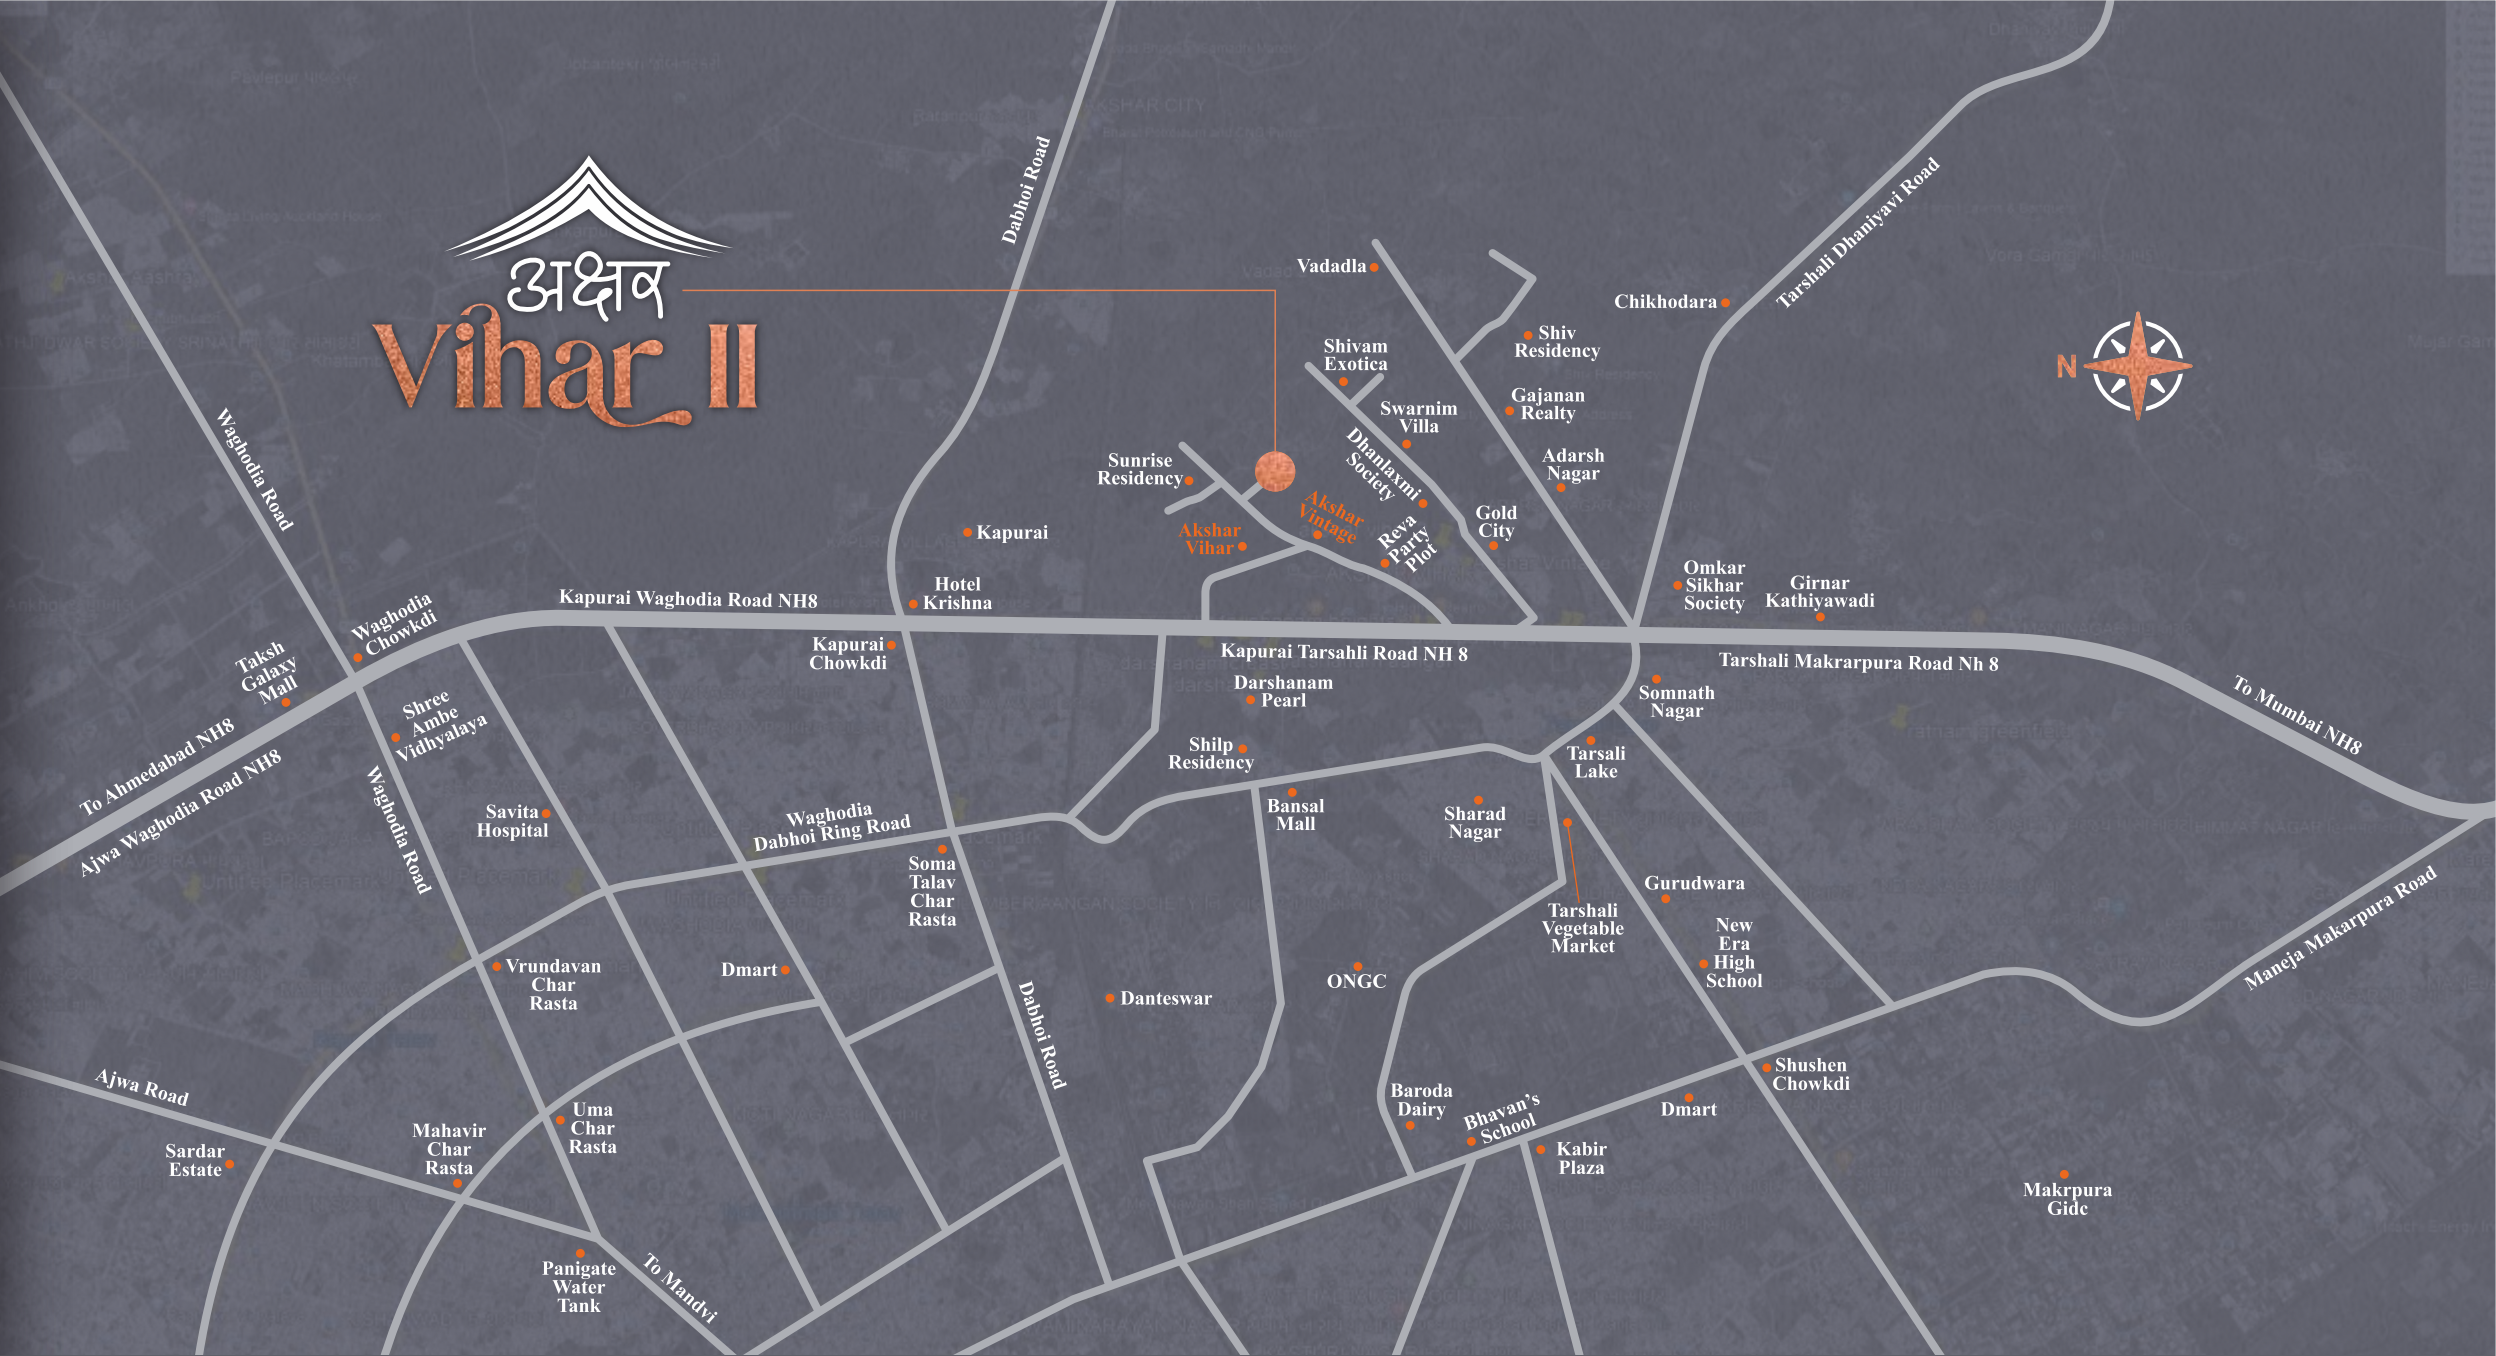 Dabhoi Road
Tarshali Dhaniyavi Road
अक्षर
Vihar II
Vadadla
Chikhodara
Shiv
Residency
N
Shivam
Exotica
Gajanan
Realty
Swarnim
Villa
Waghodia Road
Dhanlaxmi
Society
Sunrise
Residency
Adarsh
Nagar
Akshar
Vintage
Gold
City
Reva
Party
Plot
Kapurai
Akshar
Vihar
Omkar
Sikhar
Society
Girnar
Kathiyawadi
Hotel
Krishna
Kapurai Waghodia Road NH8
Waghodia
Chowkdi
Kapurai
Chowkdi
Kapurai Tarsahli Road NH 8
Tarshali Makrarpura Road Nh 8
Taksh
Galaxy
Mall
Darshanam
Pearl
Somnath
Nagar
To Mumbai NH8
Shree
Ambe
Vidhyalaya
To Ahmedabad NH8
Ajwa Waghodia Road NH8
Shilp
Residency
Tarsali
Lake
Waghodia Road
Savita
Hospital
Waghodia
Dabhoi Ring Road
Bansal
Mall
Sharad
Nagar
Soma
Talav
Char
Rasta
Gurudwara
Tarshali
Vegetable
Market
New
Era
High
School
Maneja Makarpura Road
Vrundavan
Char
Rasta
Dmart
ONGC
Danteswar
Dabhoi Road
Ajwa Road
Shushen
Chowkdi
Baroda
Dairy
Bhavan's
School
Dmart
Uma
Char
Rasta
Mahavir
Char
Rasta
Sardar
Estate
Kabir
Plaza
Makrpura
Gidc
Panigate
Water
Tank
To Mandvi